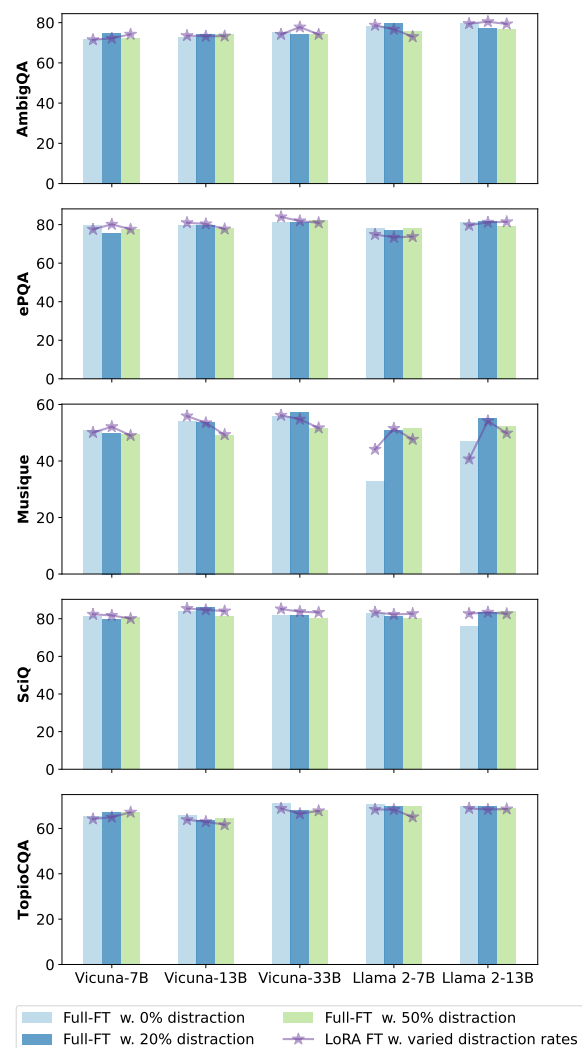 80
60
40
20
0
AmbigQA
80
60
40
20
0
ePQA
60
40
20
0
Musique
80
60
40
20
0
SciQ
60
40
20
0
TopioCQA
Vicuna-7B Vicuna-13B Vicuna-33B Llama 2-7B Llama 2-13B
Full-FT w. 0% distraction
Full-FT w. 50% distraction
Full-FT w. 20% distraction
LoRA FT w. varied distraction rates